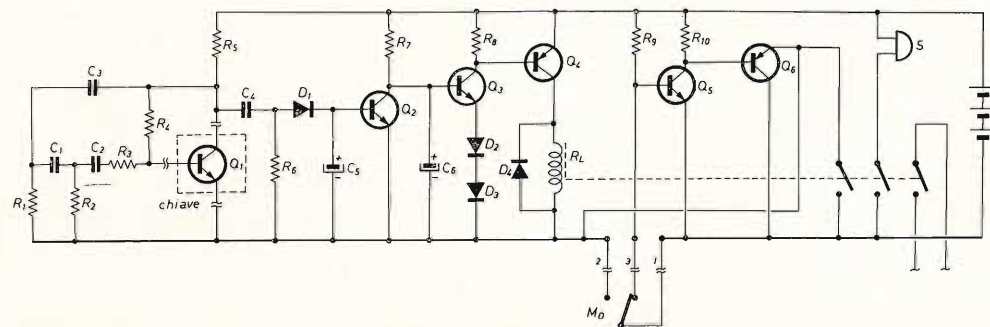 R5
R7
R8
R9
R10
S
Q4
Q6
C3
C4
D1
Q3
Q5
Q2
R4
D2
C1
C2
R3
Q1
R6
C5
+
-
C6
+
-
D4
RL
D3
R1
R2
chiave
2
3
1
MD